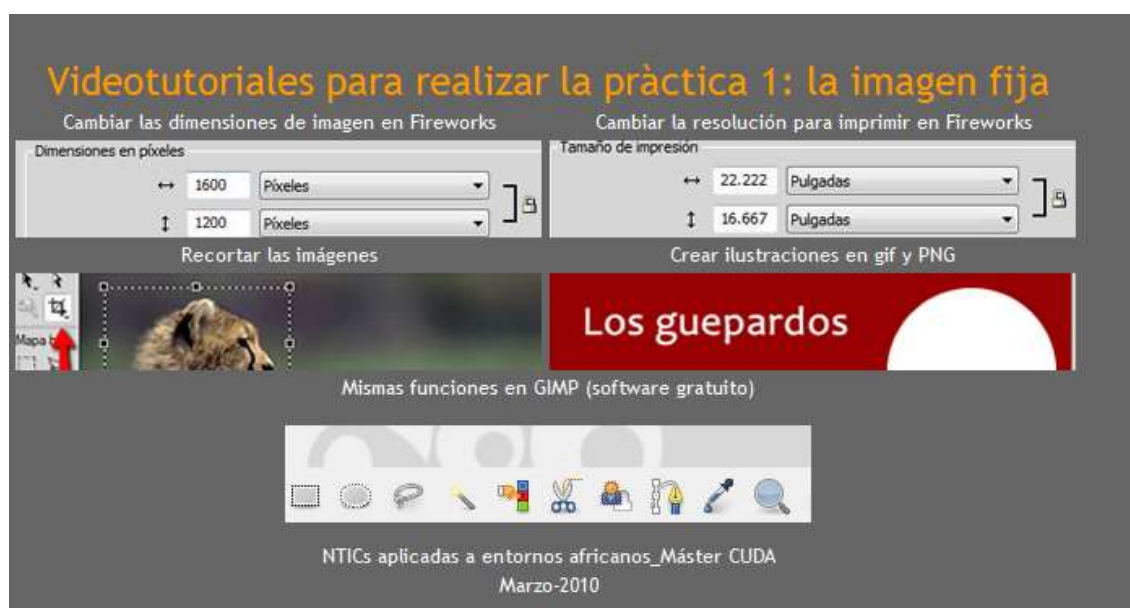 Videotutoriales para realizar la pràctica 1: la imagen fija
Cambiar las dimensiones de imagen en Fireworks
Cambiar la resolución para imprimir en Fireworks
Dimensiones en píxeles
1600 Píxeles
1200 Píxeles
Tamaño de impresión
22.222 Pulgadas
16.667 Pulgadas
Recortar las imágenes
Crear ilustraciones en gif y PNG
Mapa
Los guepardos
Mismas funciones en GIMP (software gratuito)
NTICs aplicadas a entornos africanos_Máster CUDA
Marzo-2010